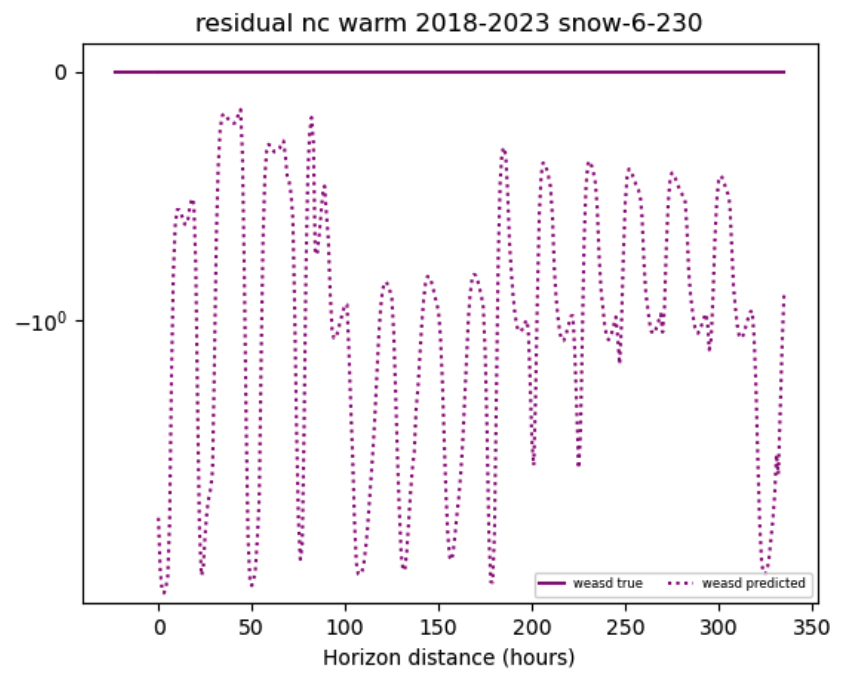 residual nc warm 2018-2023 snow-6-230
0
−10⁰
0 50 100 150 200 250 300 350
Horizon distance (hours)
weasd true weasd predicted